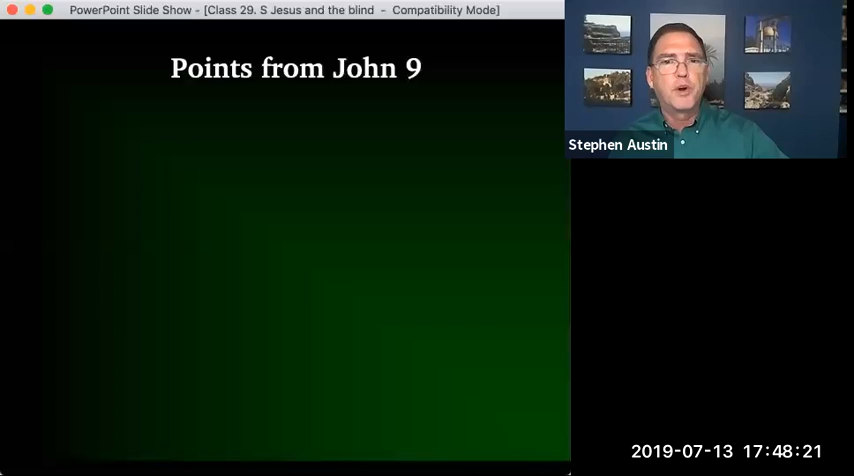 PowerPoint Slide Show - [Class 29. S Jesus and the blind  -  Compatibility Mode]
Points from John 9
Stephen Austin
2019-07-13 17:48:21